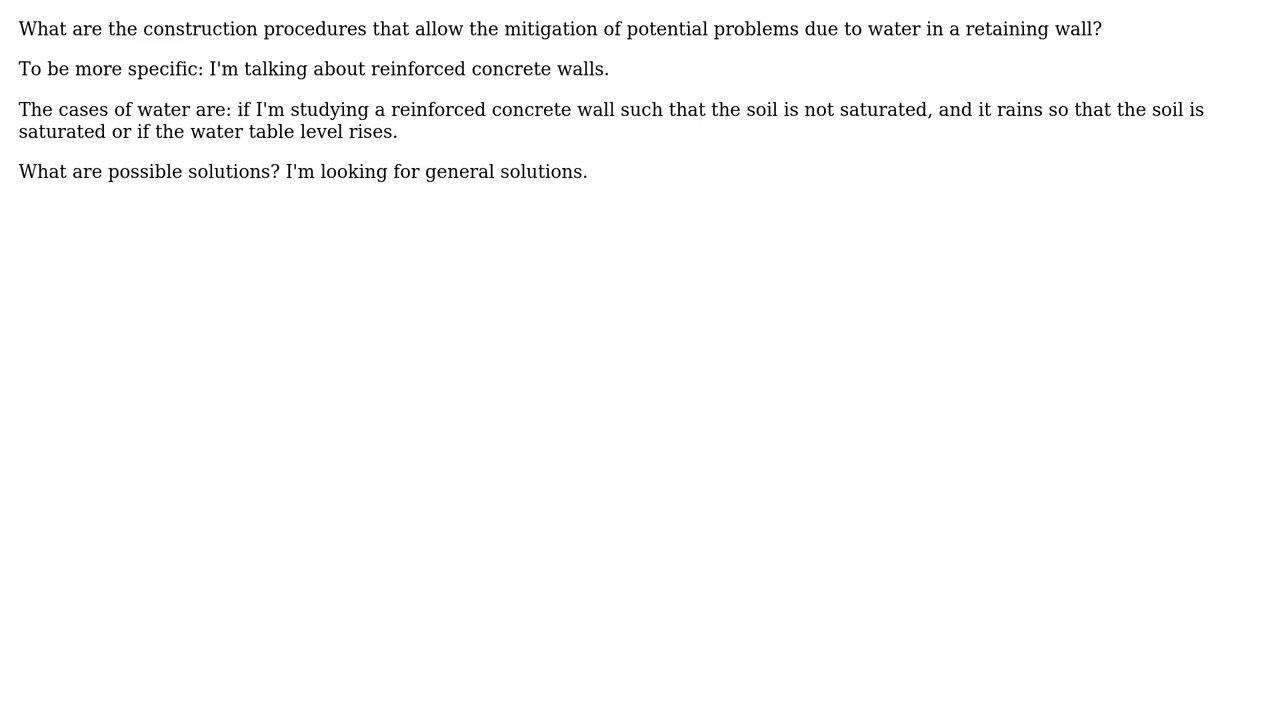 What are the construction procedures that allow the mitigation of potential problems due to water in a retaining wall?
To be more specific: I'm talking about reinforced concrete walls.
The cases of water are: if I'm studying a reinforced concrete wall such that the soil is not saturated, and it rains so that the soil is
saturated or if the water table level rises.
What are possible solutions? I'm looking for general solutions.